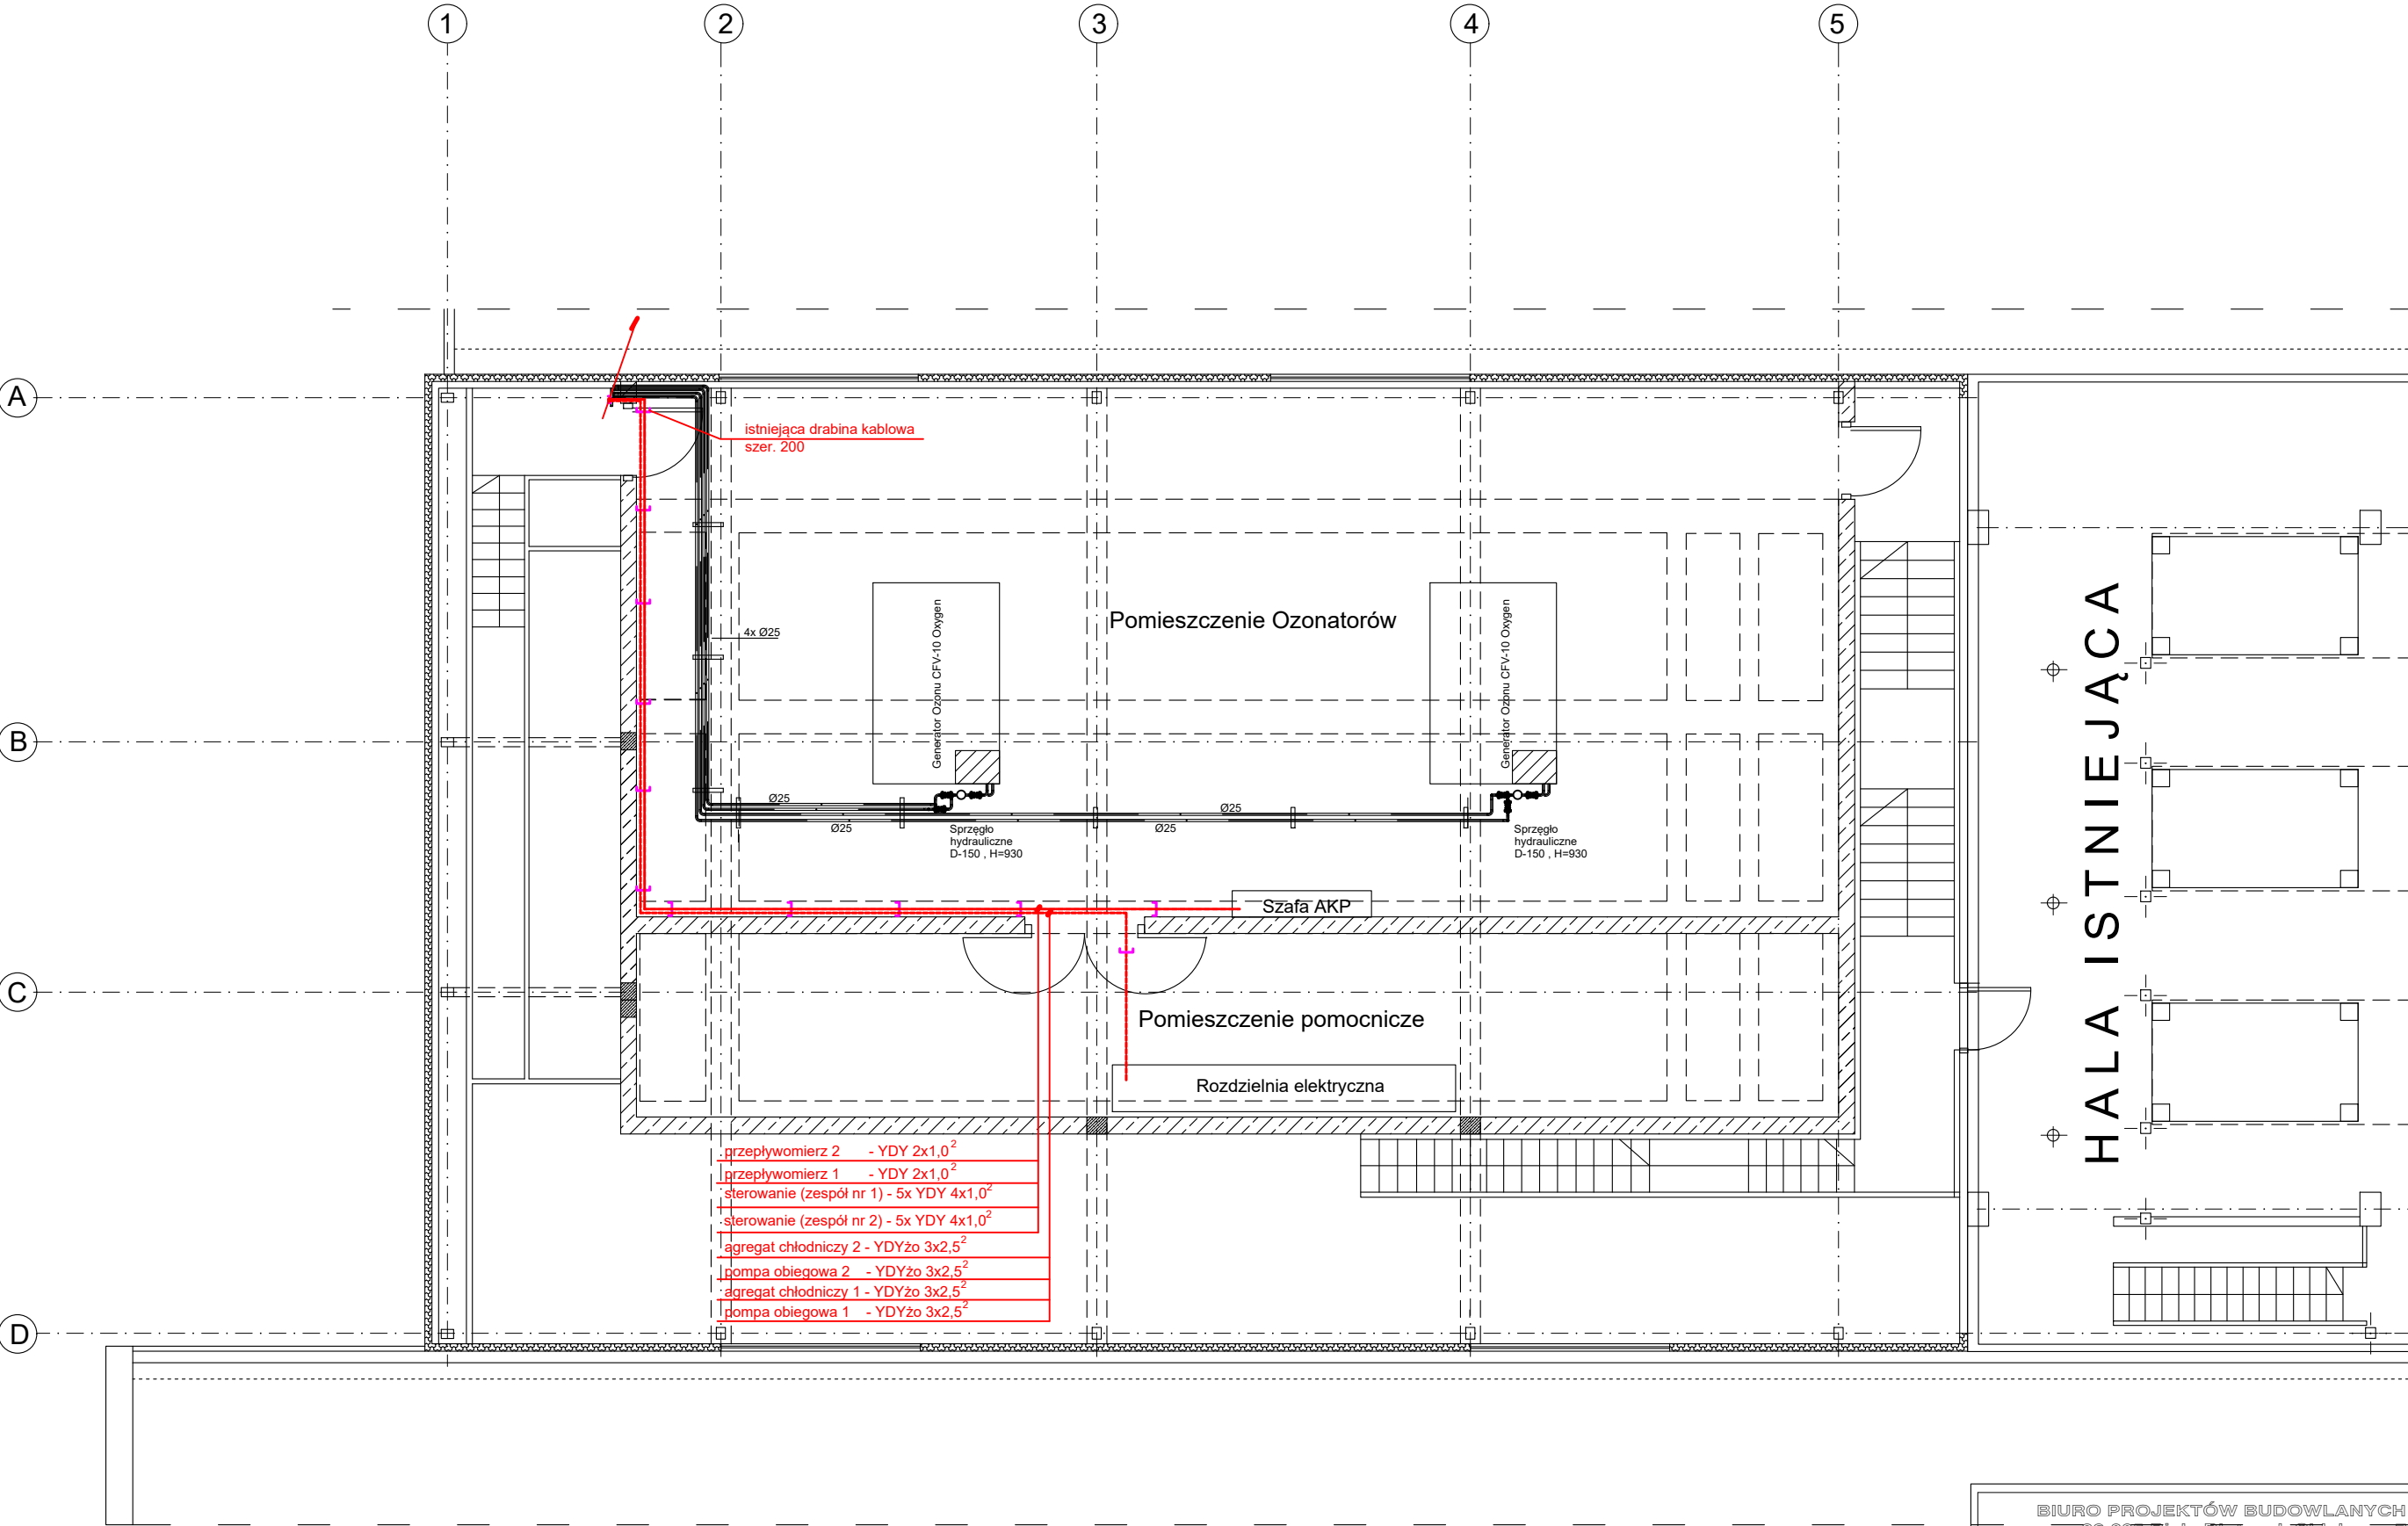 1
2
3
4
5
A
istniejąca drabina kablowa
szer. 200
Pomieszczenie Ozonatorów
4x Ø25
Generator Ozonu CFV-10 Oxygen
Generator Ozonu CFV-10 Oxygen
HALA ISTNIEJĄCA
B
Ø25
Ø25
Ø25
Ø25
Sprzęgło
hydrauliczne
D-150 , H=930
Sprzęgło
hydrauliczne
D-150 , H=930
Szafa AKP
C
Pomieszczenie pomocnicze
Rozdzielnia elektryczna
przepływomierz 2 - YDY 2x1,0²
przepływomierz 1 - YDY 2x1,0²
sterowanie (zespół nr 1) - 5x YDY 4x1,0²
sterowanie (zespół nr 2) - 5x YDY 4x1,0²
agregat chłodniczy 2 - YDYżo 3x2,5²
pompa obiegowa 2 - YDYżo 3x2,5²
agregat chłodniczy 1 - YDYżo 3x2,5²
pompa obiegowa 1 - YDYżo 3x2,5²
D
BIURO PROJEKTÓW BUDOWLANYCH